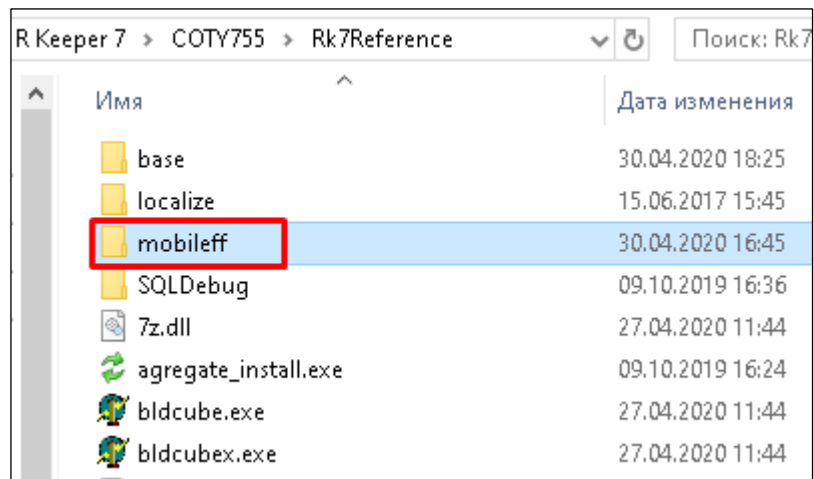 R Keeper 7 › COTY755 › Rk7Reference Поиск: Rk7
Имя Дата изменения
base 30.04.2020 18:25
localize 15.06.2017 15:45
mobileff 30.04.2020 16:45
SQLDebug 09.10.2019 16:36
7z.dll 27.04.2020 11:44
agregate_install.exe 09.10.2019 16:24
bldcube.exe 27.04.2020 11:44
bldcubex.exe 27.04.2020 11:44